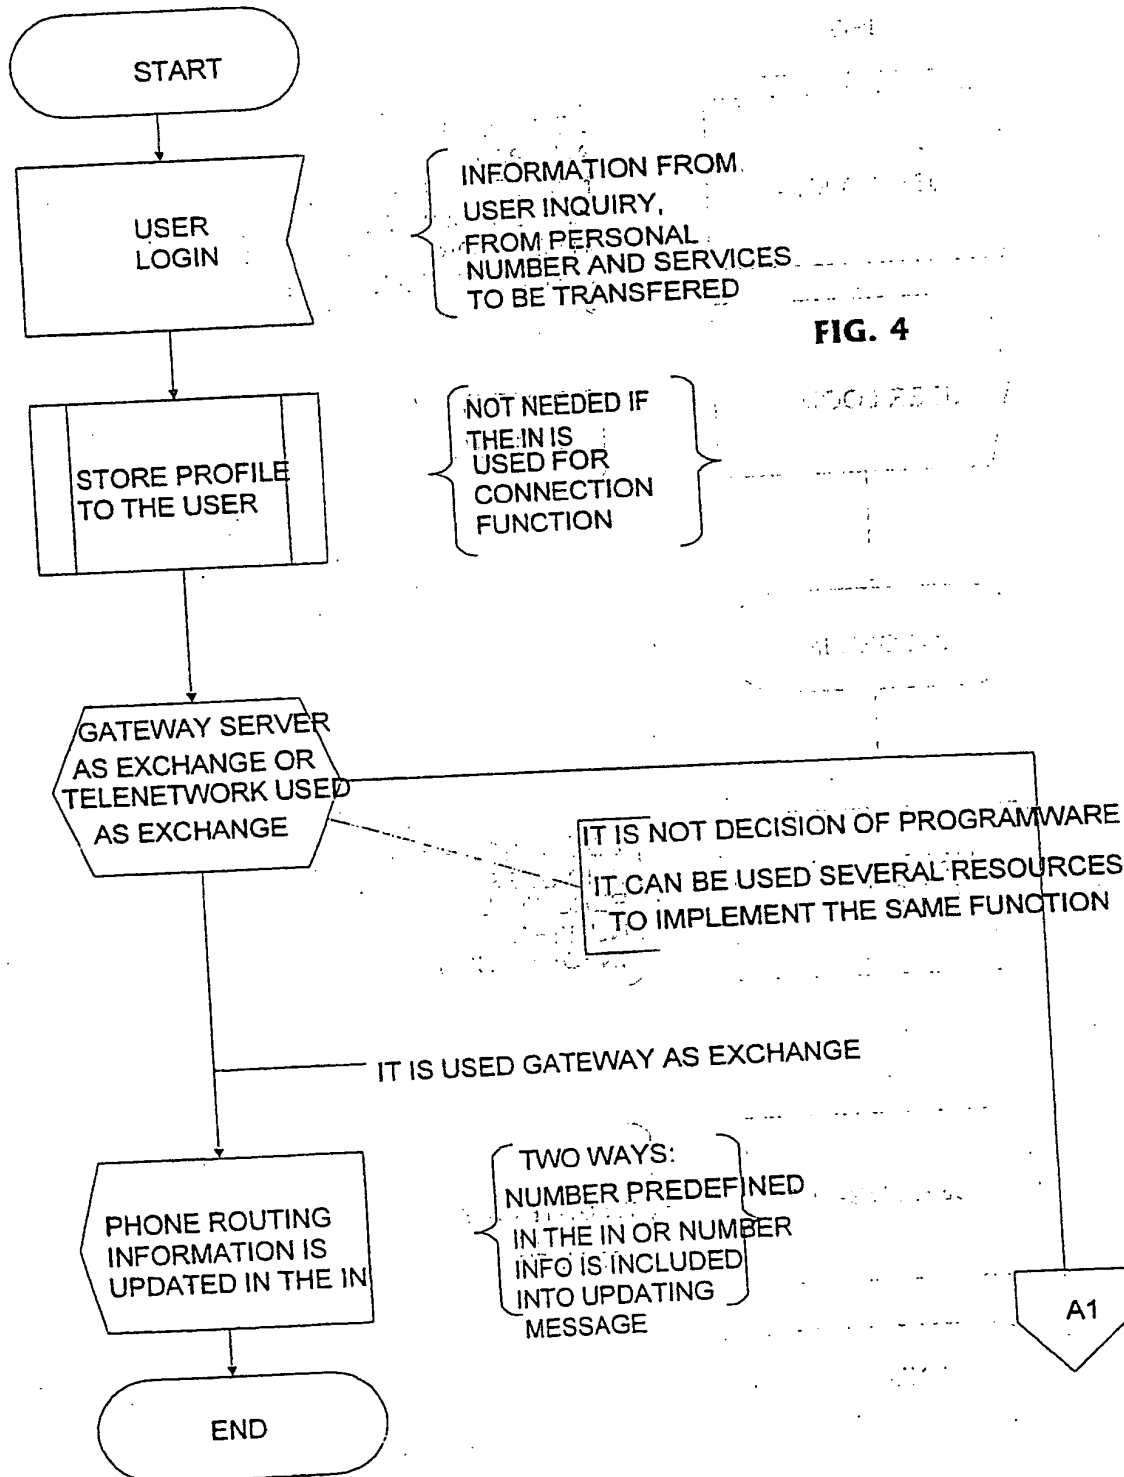 START
USER
LOGIN
INFORMATION FROM
USER INQUIRY,
FROM PERSONAL
NUMBER AND SERVICES
TO BE TRANSFERED
FIG. 4
STORE PROFILE
TO THE USER
NOT NEEDED IF
THE IN IS
USED FOR
CONNECTION
FUNCTION
GATEWAY SERVER
AS EXCHANGE OR
TELENETWORK USED
AS EXCHANGE
IT IS NOT DECISION OF PROGRAMWARE
IT CAN BE USED SEVERAL RESOURCES
TO IMPLEMENT THE SAME FUNCTION
IT IS USED GATEWAY AS EXCHANGE
PHONE ROUTING
INFORMATION IS
UPDATED IN THE IN
TWO WAYS:
NUMBER PREDEFINED
IN THE IN OR NUMBER
INFO IS INCLUDED
INTO UPDATING
MESSAGE
A1
END